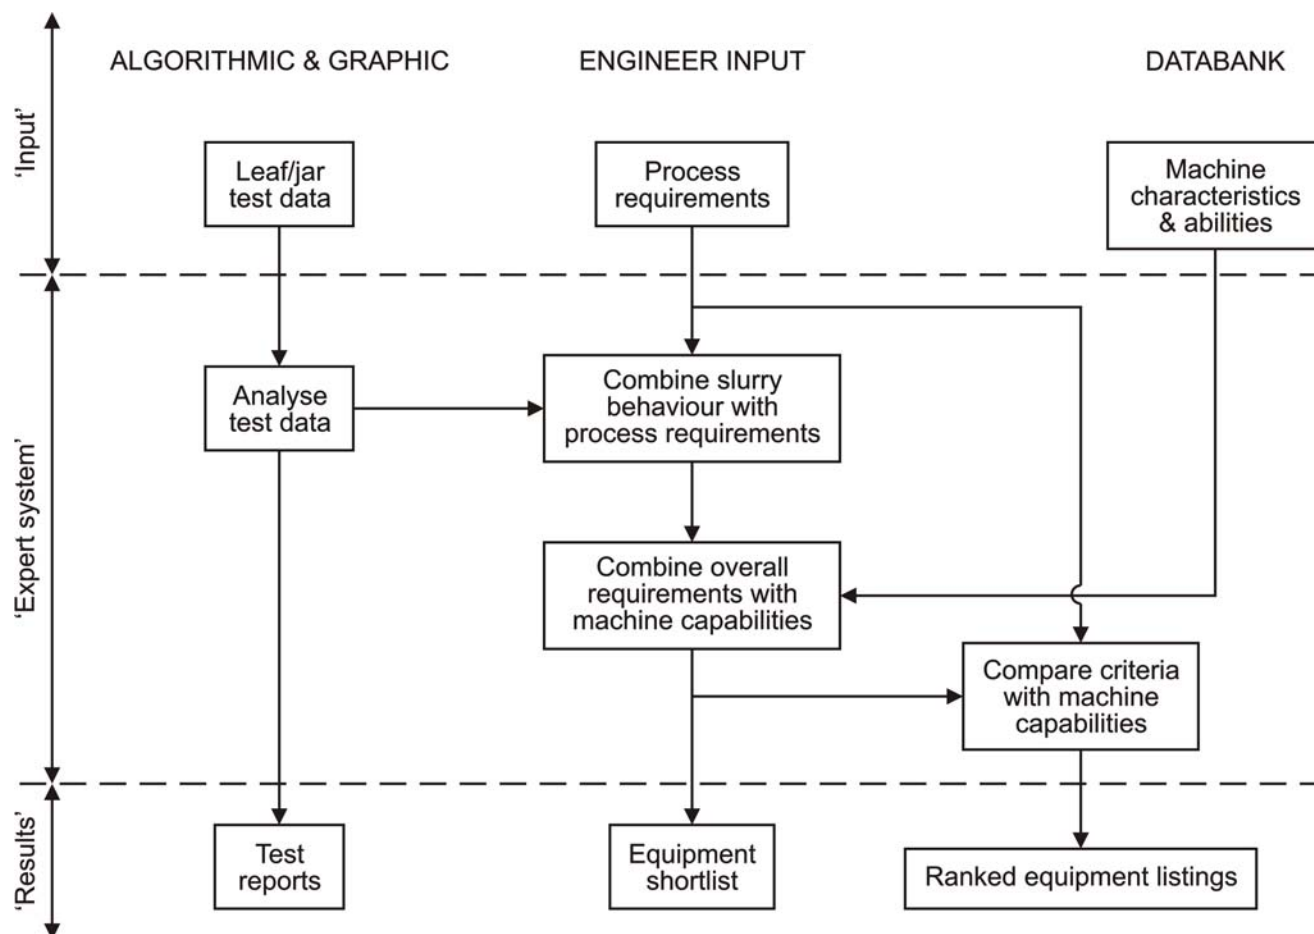 ALGORITHMIC & GRAPHIC
ENGINEER INPUT
DATABANK
'Input'
Leaf/jar
test data
Process
requirements
Machine
characteristics
& abilities
'Expert system'
Analyse
test data
Combine slurry
behaviour with
process requirements
Combine overall
requirements with
machine capabilities
Compare criteria
with machine
capabilities
'Results'
Test
reports
Equipment
shortlist
Ranked equipment listings